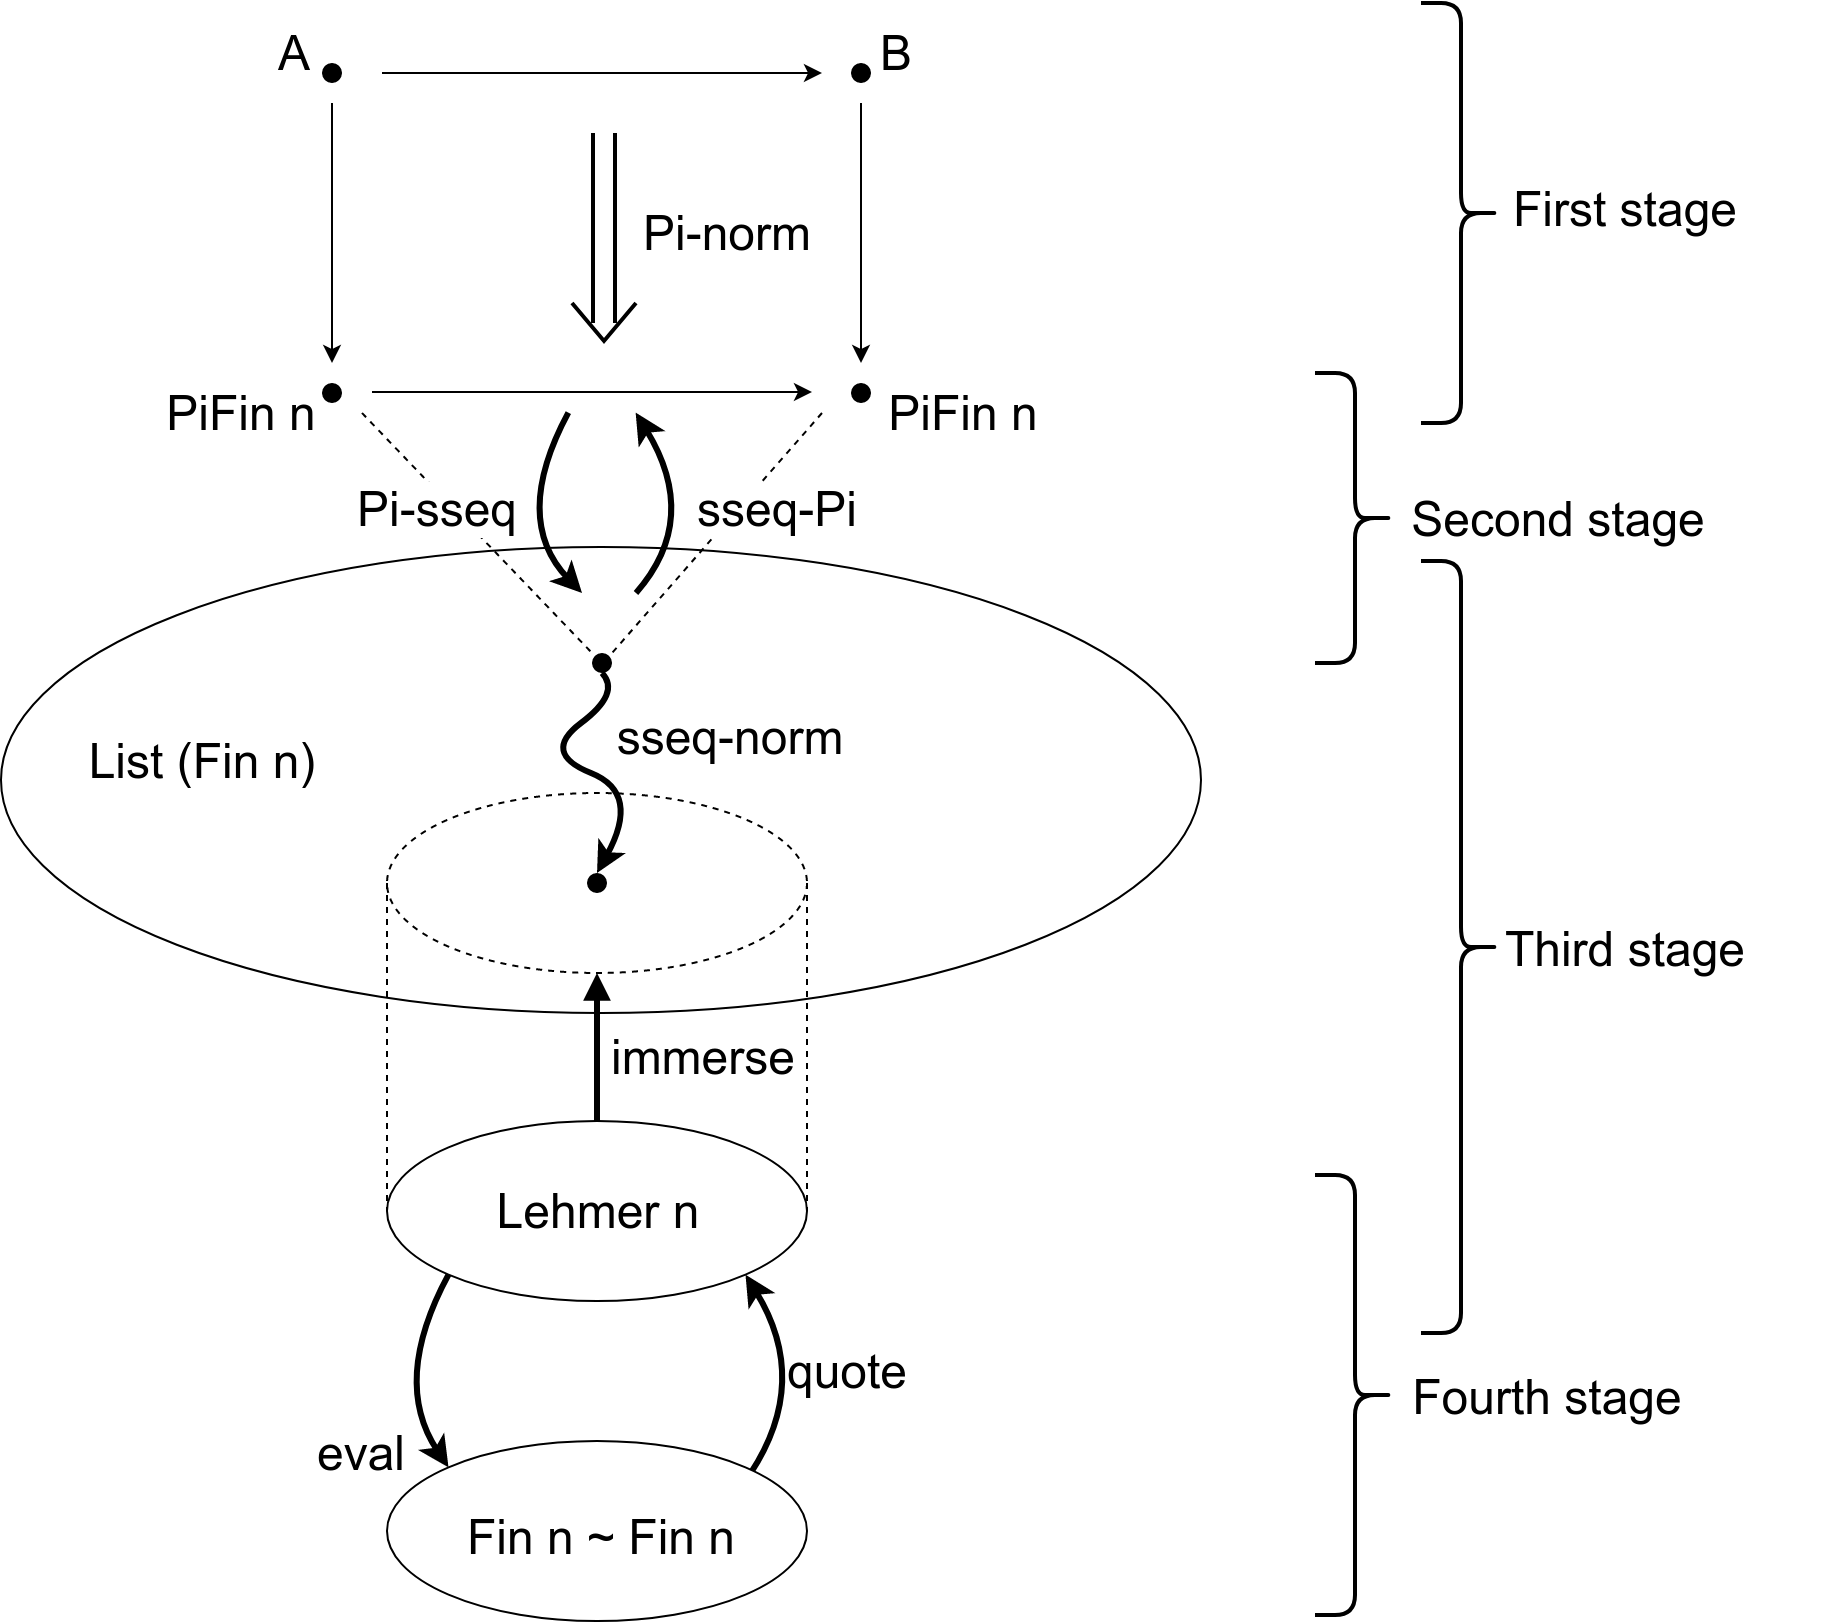 A
B
Pi-norm
First stage
PiFin n
PiFin n
Pi-sseq
sseq-Pi
Second stage
sseq-norm
List (Fin n)
Third stage
immerse
Lehmer n
quote
Fourth stage
eval
Fin n ~ Fin n